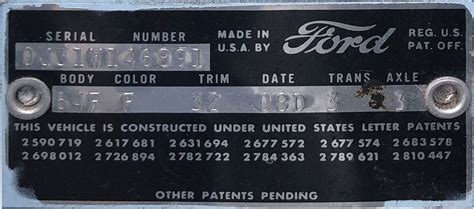 SERIAL NUMBER
MADE IN
U.S.A. BY
Ford
REG. U.S.
PAT. OFF.
BODY COLOR TRIM DATE TRANS AXLE
F 32 3 3
THIS VEHICLE IS CONSTRUCTED UNDER UNITED STATES LETTER PATENTS
2 590 719 2 617 681 2 631 694 2 677 572 2 677 574 2 683 578
2 698 012 2 726 894 2 782 722 2 784 363 2 789 621 2 810 447
OTHER PATENTS PENDING